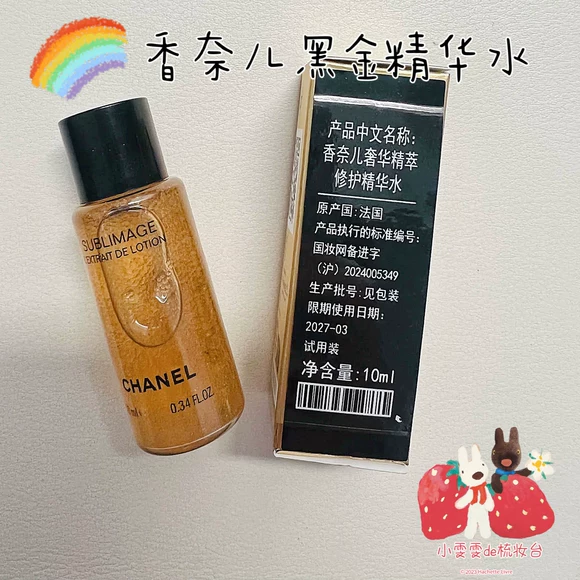 香奈儿黑金精华水
SUBLIMAGE
L'EXTRAIT DE LOTION
CHANEL
0.34 FL.OZ
产品中文名称：
香奈儿奢华精萃
修护精华水
原产国：法国
产品执行的标准编号：
国妆网备进字
（沪）2024005349
生产批号：见包装
限期使用日期：
2027-03
试用装
净含量：10ml
小雯雯de梳妆台